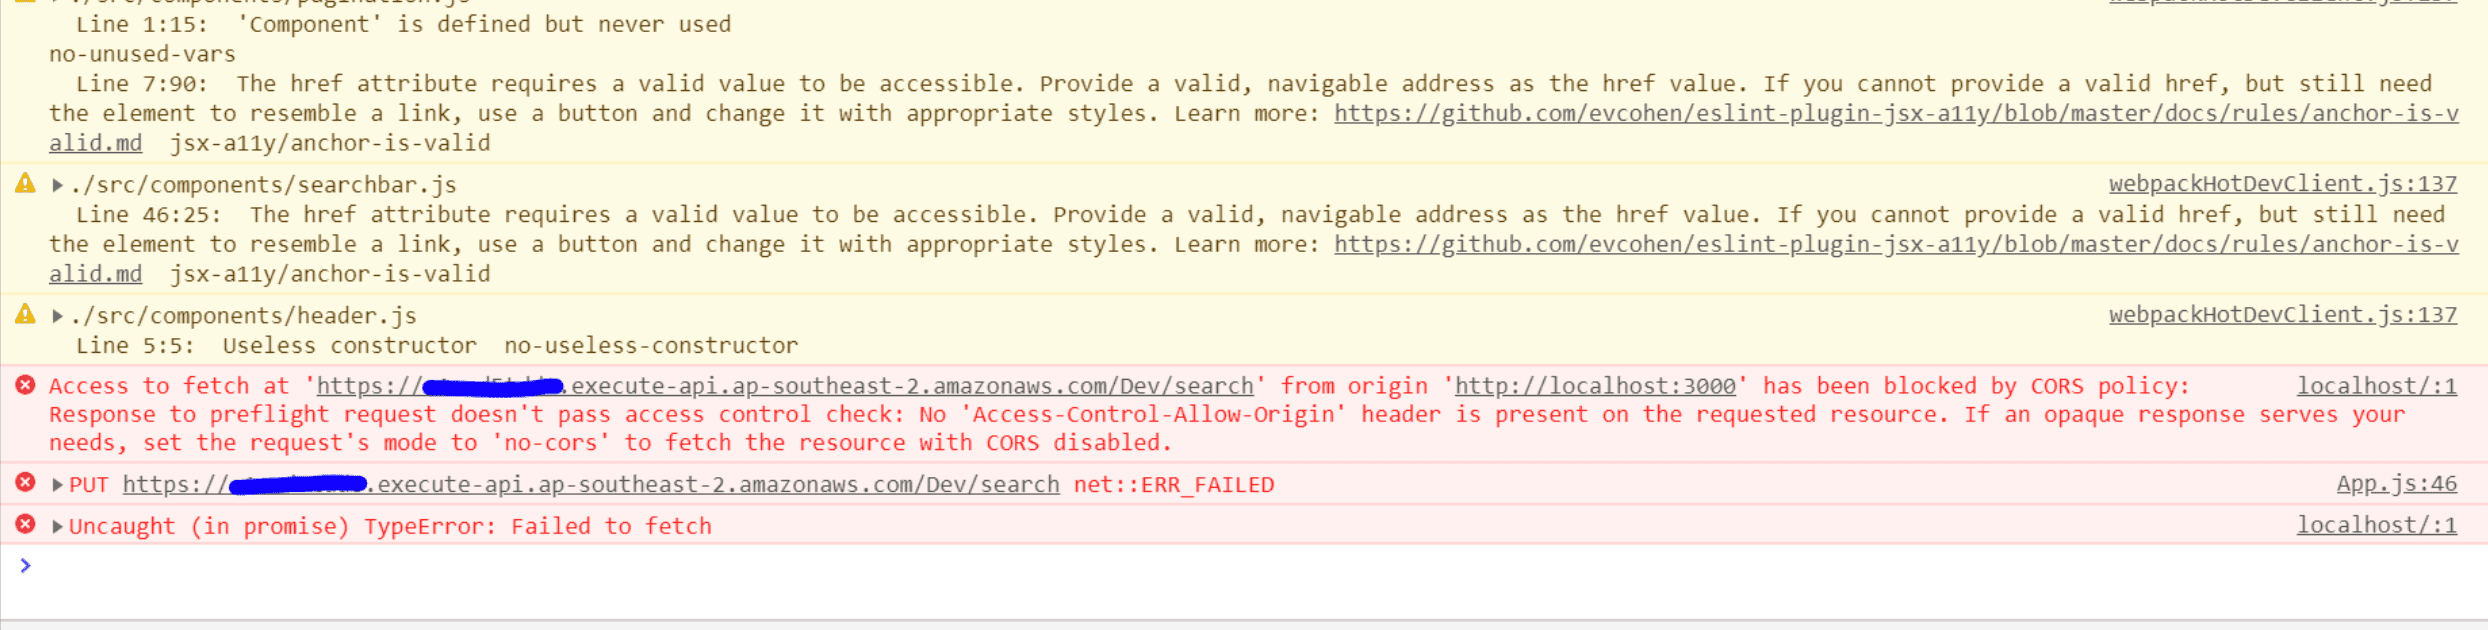 ./src/components/pagination.js
Line 1:15:  'Component' is defined but never used
no-unused-vars
Line 7:90:  The href attribute requires a valid value to be accessible. Provide a valid, navigable address as the href value. If you cannot provide a valid href, but still need
the element to resemble a link, use a button and change it with appropriate styles. Learn more: https://github.com/evcohen/eslint-plugin-jsx-a11y/blob/master/docs/rules/anchor-is-v
alid.md  jsx-a11y/anchor-is-valid
./src/components/searchbar.js webpackHotDevClient.js:137
Line 46:25:  The href attribute requires a valid value to be accessible. Provide a valid, navigable address as the href value. If you cannot provide a valid href, but still need
the element to resemble a link, use a button and change it with appropriate styles. Learn more: https://github.com/evcohen/eslint-plugin-jsx-a11y/blob/master/docs/rules/anchor-is-v
alid.md  jsx-a11y/anchor-is-valid
./src/components/header.js webpackHotDevClient.js:137
Line 5:5:  Useless constructor  no-useless-constructor
Access to fetch at 'https:// .execute-api.ap-southeast-2.amazonaws.com/Dev/search' from origin 'http://localhost:3000' has been blocked by CORS policy: localhost/:1
Response to preflight request doesn't pass access control check: No 'Access-Control-Allow-Origin' header is present on the requested resource. If an opaque response serves your
needs, set the request's mode to 'no-cors' to fetch the resource with CORS disabled.
PUT https:// .execute-api.ap-southeast-2.amazonaws.com/Dev/search net::ERR_FAILED App.js:46
Uncaught (in promise) TypeError: Failed to fetch localhost/:1